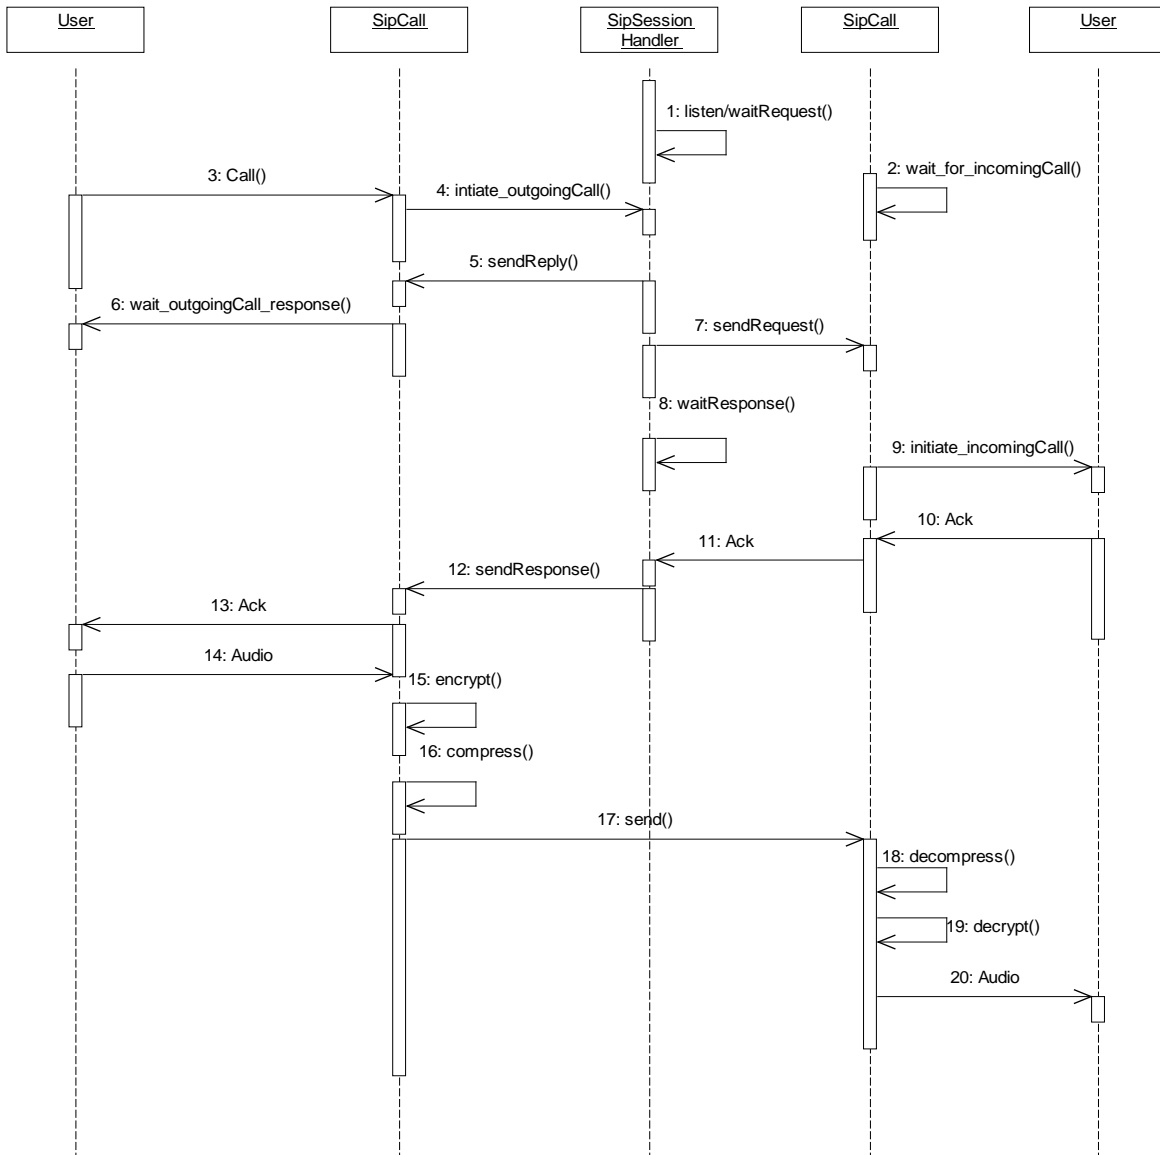 User
SipCall
SipSession
Handler
SipCall
User
1: listen/waitRequest()
2: wait_for_incomingCall()
3: Call()
4: intiate_outgoingCall()
5: sendReply()
6: wait_outgoingCall_response()
7: sendRequest()
8: waitResponse()
9: initiate_incomingCall()
10: Ack
11: Ack
12: sendResponse()
13: Ack
14: Audio
15: encrypt()
16: compress()
17: send()
18: decompress()
19: decrypt()
20: Audio